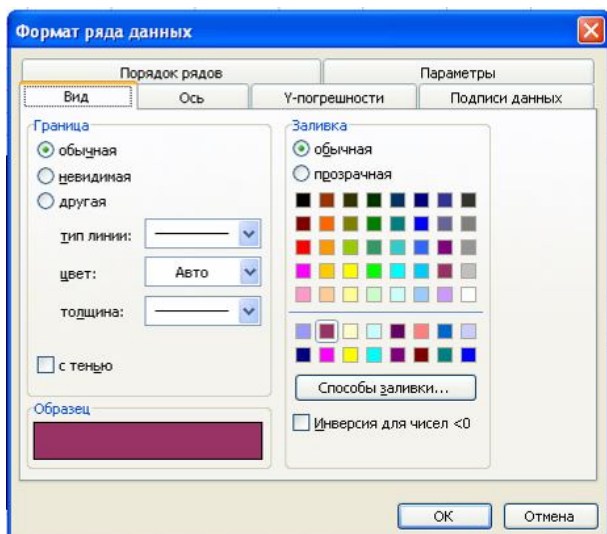 Формат ряда данных
Порядок рядов
Параметры
Вид
Ось
Y-погрешности
Подписи данных
Граница
обычная
невидимая
другая
тип линии:
цвет:
Авто
толщина:
с тенью
Образец
Заливка
обычная
прозрачная
Способы заливки...
Инверсия для чисел <0
ОК
Отмена